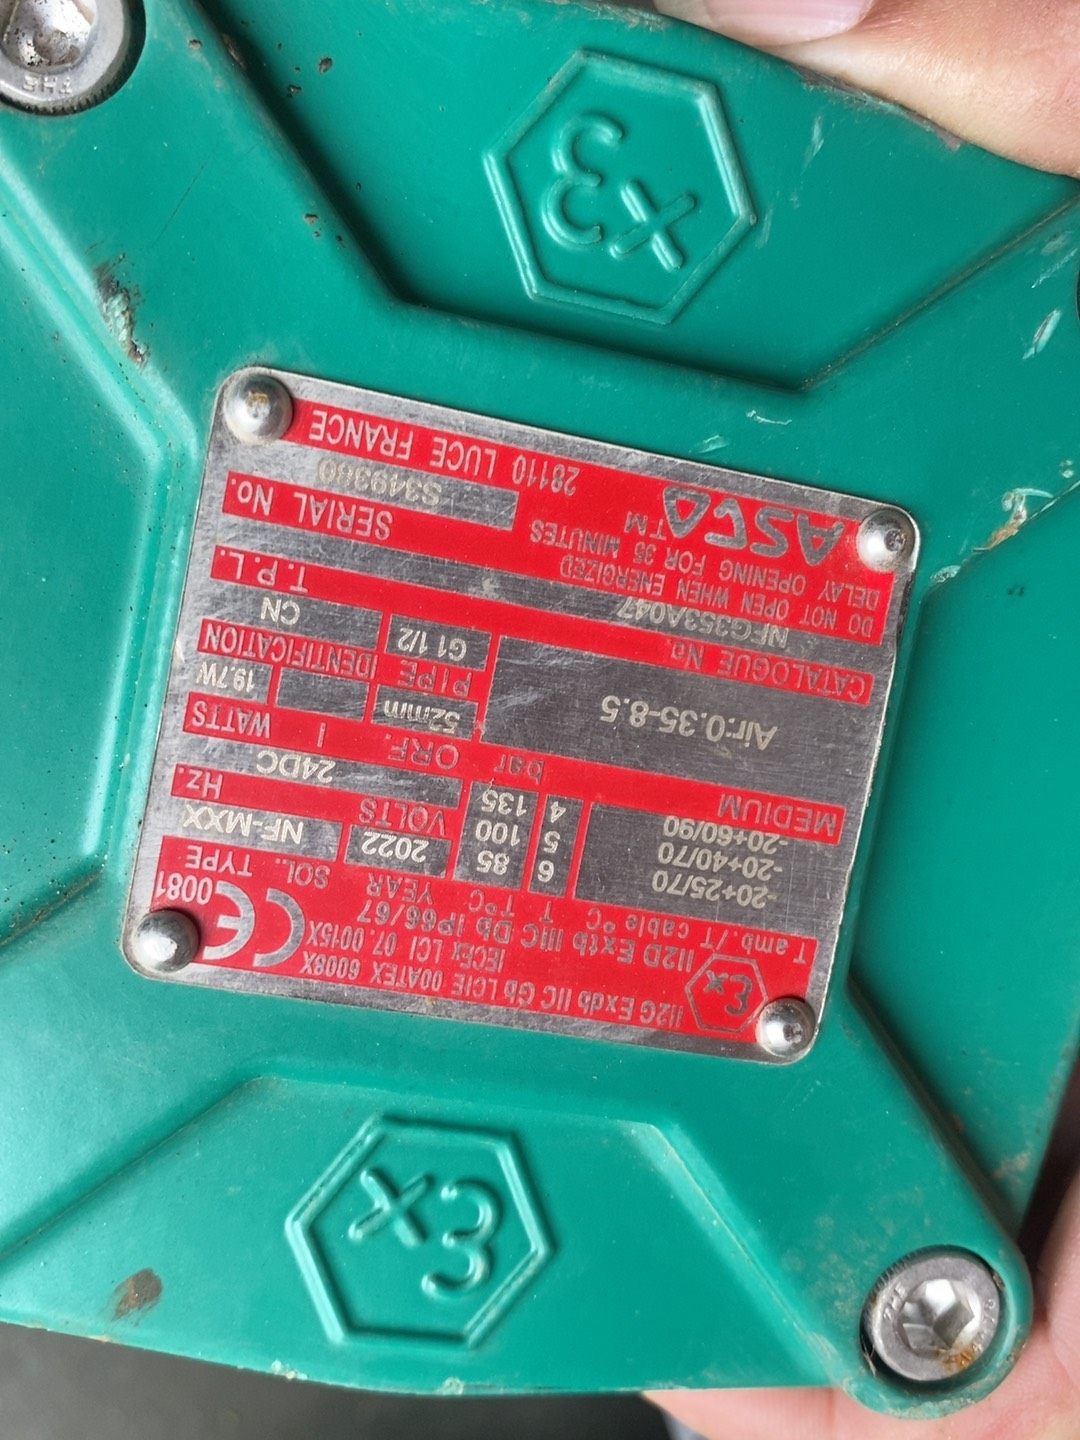 Ex
II2G Exdb IIC Gb LCIE 00ATEX 6008X
IECEx LCI 07.0015X
II2D Extb IIIC Db IP66/67
CE 0081
T amb./T cable °C
-20+25/70
-20+40/70
-20+60/90
T
6
5
4
T°C
85
100
135
YEAR
2022
SOL. TYPE
NF-MXX
VOLTS
24DC
Hz.
MEDIUM
bar
Air:0.35-8.5
ORF.
52mm
I
WATTS
19.7W
PIPE
G1 1/2
IDENTIFICATION
CN
CATALOGUE No.
NFG353A047
T.P.L.
DO NOT OPEN WHEN ENERGIZED
DELAY OPENING FOR 35 MINUTES
SERIAL No.
S349380
ASCO TM
28110 LUCE FRANCE
Ex
Ex
THE